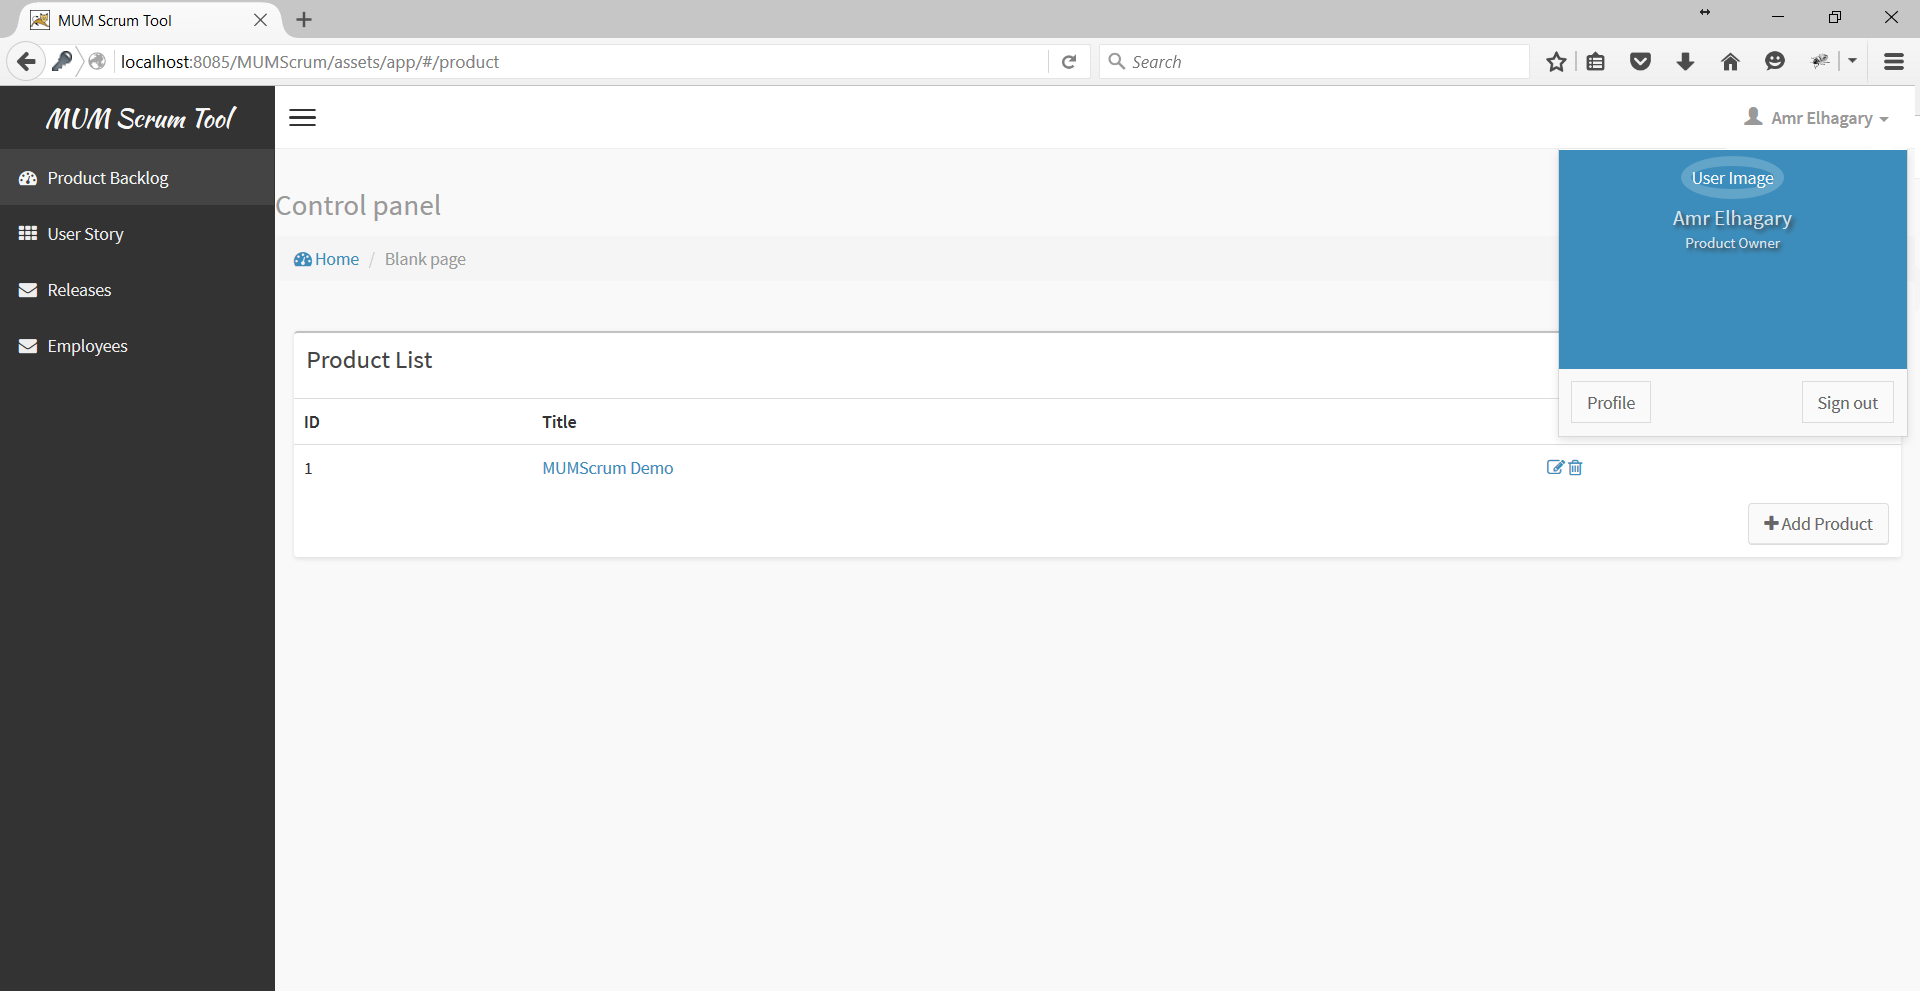 MUM Scrum Tool
localhost:8085/MUMScrum/assets/app/#/product
Search
MUM Scrum Tool
Amr Elhagary
Product Backlog
User Story
Releases
Employees
Control panel
Home / Blank page
User Image
Amr Elhagary
Product Owner
Profile
Sign out
Product List
ID Title
1 MUMScrum Demo
Add Product